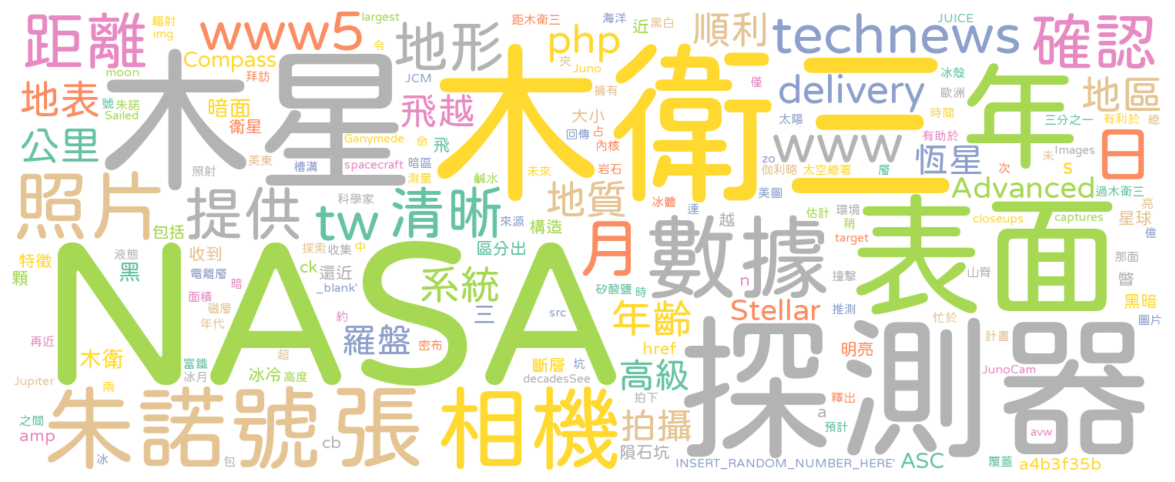 距離
www5
largest
輻射
img
Compass
拜訪
令
地形
JCM
距木衛三
海洋
近
黑白
夾
Juno
php
擁有
順利
technews
JUICE
確認
moon
號
朱諾
Sailed
地表
暗面
衛星
木星
木衛三
飛越
大小
僅
delivery
冰殼
歐洲
年
三分之一
有利於
總
地區
公里
Ganymede
命
飛
回傳
占
內核
太陽
www
時間
有助於
未
Images
日
照射
美東
槽溝
spacecraft
暗區
測量
鹹水
未來
岩石
zo
伽利略
太空總署
層
恆星
次
s
過木衛三
照片
提供
科學家
tw
清晰
來源
地質
冰體
達
美圖
Advanced
亮
包括
構造
月
越
估計
環境
稍
closeups
captures
星球
億
特徵
顆
液態
黑
收到
電離層
暗
探索
收集
中
ck
還近
_blank'
區分出
矽酸鹽
時
數據
target
n
撞擊
表面
山脊
那面
瞥
黑暗
圖片
NASA
系統
三
src
年齡
Stellar
推測
忙於
面積
磁層
年代
約
羅盤
密布
href
明亮
計畫
再近
木衛
超
富鐵
冰月
冰冷
高度
斷層
坑
decadesSee
高級
探測器
JunoCam
Jupiter
雨
拍下
a
釋出
之間
amp
冰
朱諾號
張
包
cb
相機
拍攝
隕石坑
預計
avw
INSERT_RANDOM_NUMBER_HERE'
ASC
覆蓋
a4b3f35b